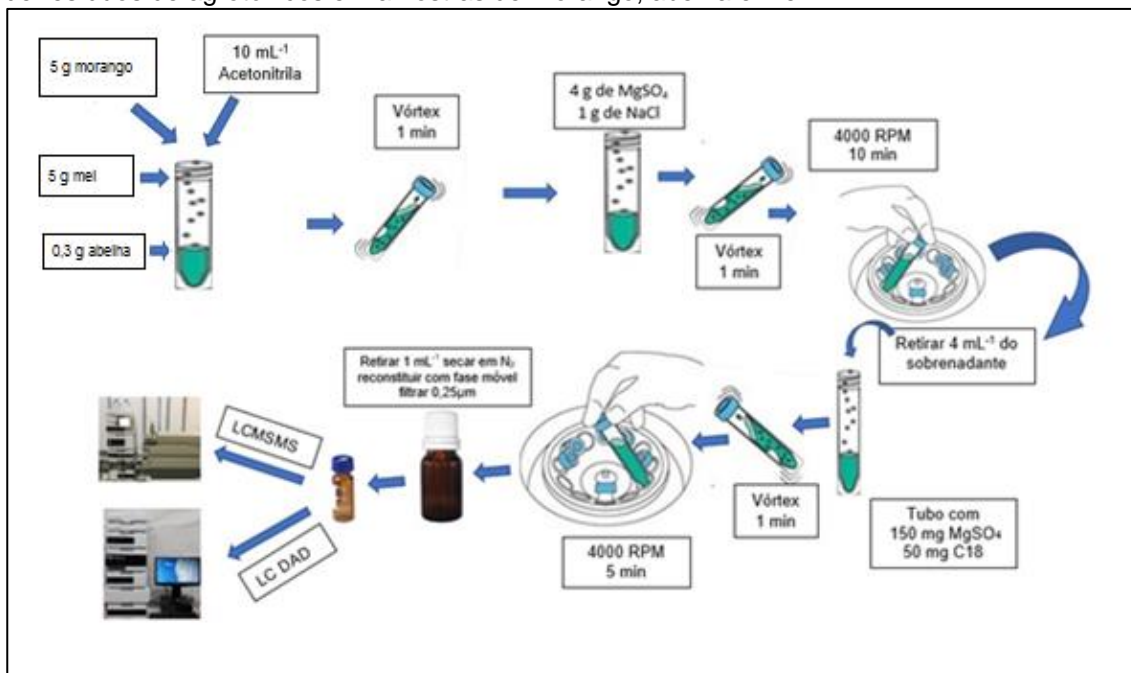 5 g morango
10 mL⁻¹
Acetonitrila
5 g mel
0,3 g abelha
Vórtex
1 min
4 g de MgSO₄
1 g de NaCl
Vórtex
1 min
4000 RPM
10 min
Retirar 4 mL⁻¹ do
sobrenadante
Tubo com
150 mg MgSO₄
50 mg C18
Vórtex
1 min
4000 RPM
5 min
Retirar 1 mL⁻¹ secar em N₂
reconstituir com fase móvel
filtrar 0,25µm
LCMSMS
LC DAD